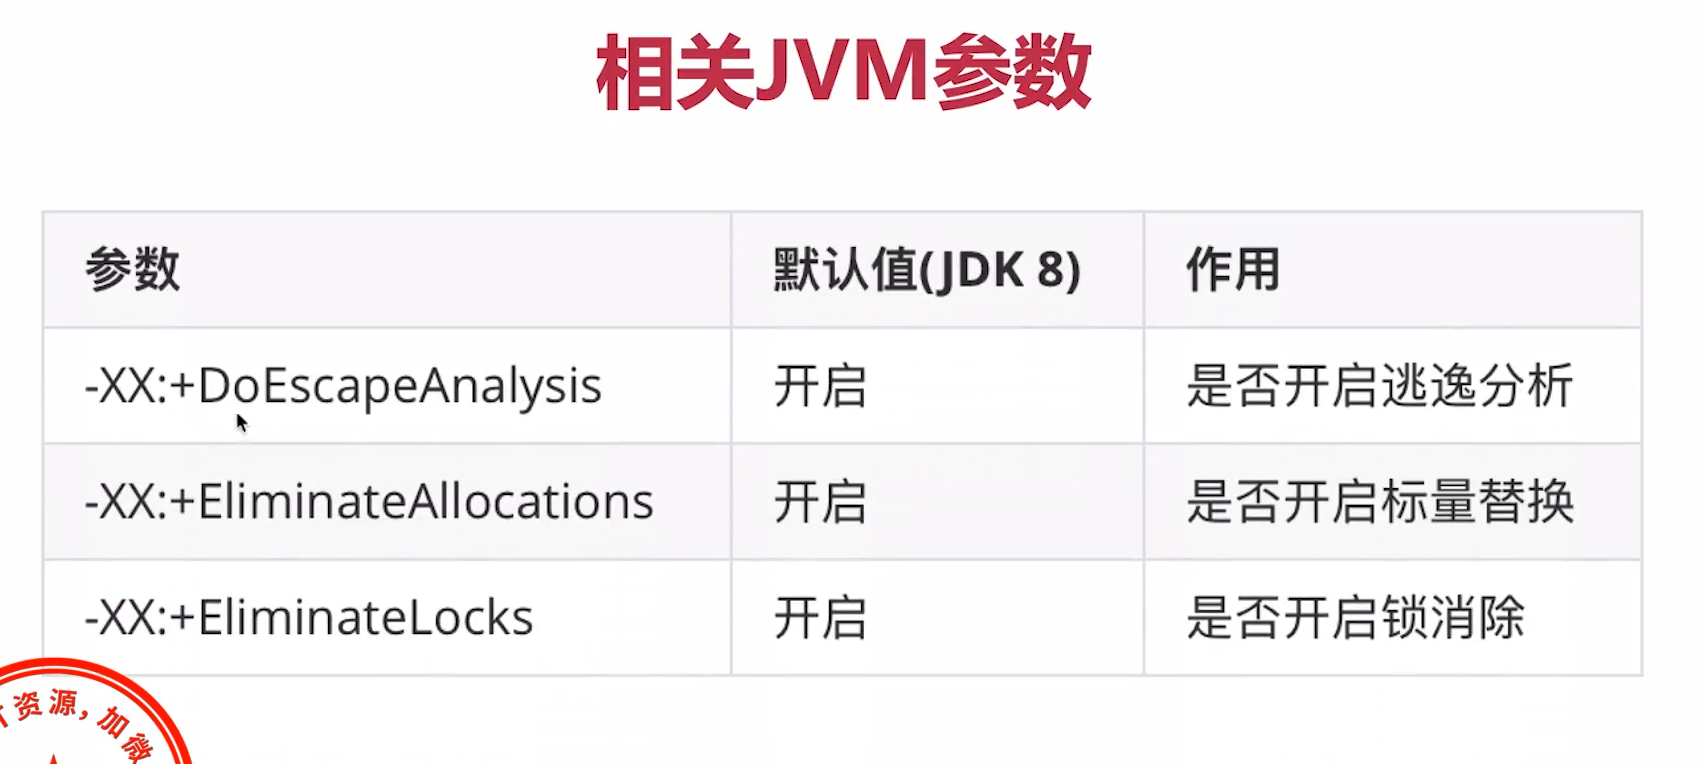 相关JVM参数
参数 默认值(JDK 8) 作用
-XX:+DoEscapeAnalysis 开启 是否开启逃逸分析
-XX:+EliminateAllocations 开启 是否开启标量替换
-XX:+EliminateLocks 开启 是否开启锁消除
资源,加微